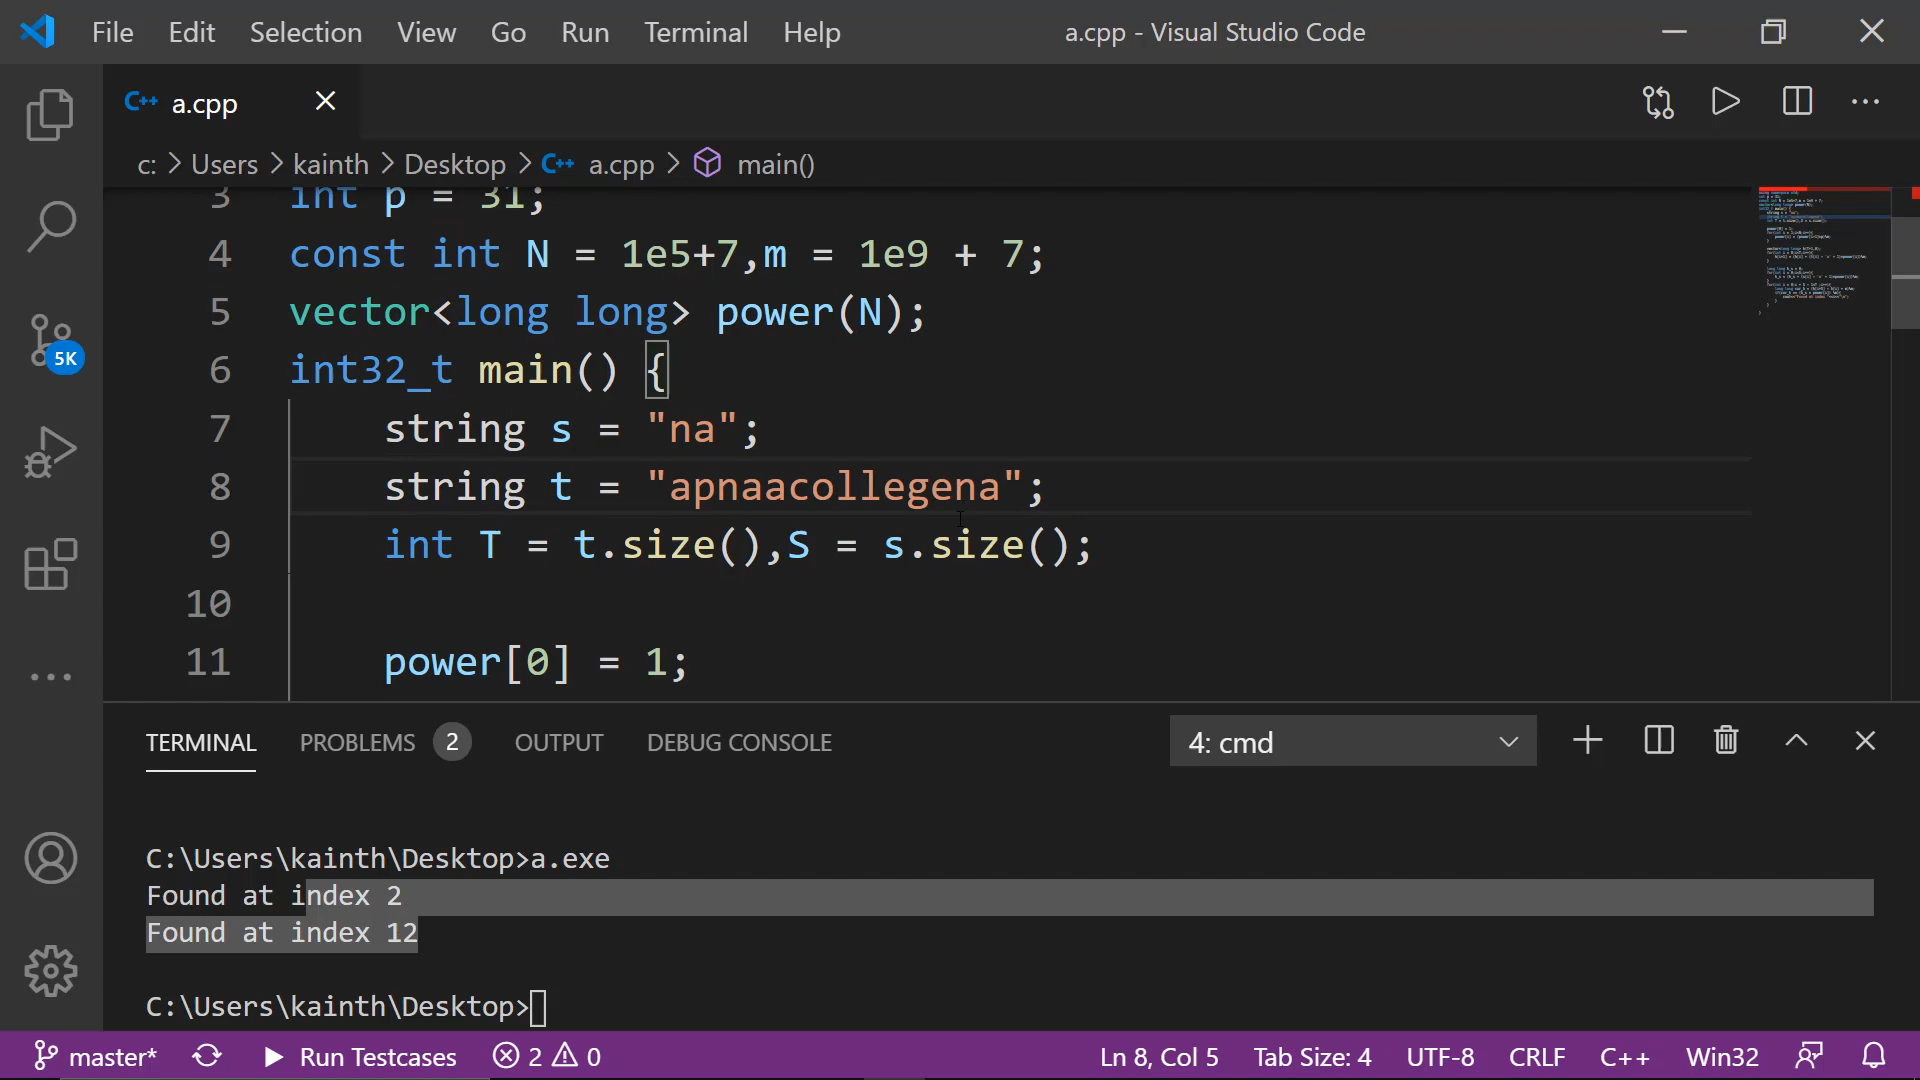 File Edit Selection View Go Run Terminal Help a.cpp - Visual Studio Code
C++ a.cpp
c: > Users > kainth > Desktop > C++ a.cpp > main()
3 int p = 31;
4 const int N = 1e5+7,m = 1e9 + 7;
5 vector<long long> power(N);
6 int32_t main() {
7 string s = "na";
8 string t = "apnaacollegena";
9 int T = t.size(),S = s.size();
10
11 power[0] = 1;
5K
TERMINAL PROBLEMS 2 OUTPUT DEBUG CONSOLE 4: cmd
C:\Users\kainth\Desktop>a.exe
Found at index 2
Found at index 12
C:\Users\kainth\Desktop>
master* Run Testcases 2 0 Ln 8, Col 5 Tab Size: 4 UTF-8 CRLF C++ Win32